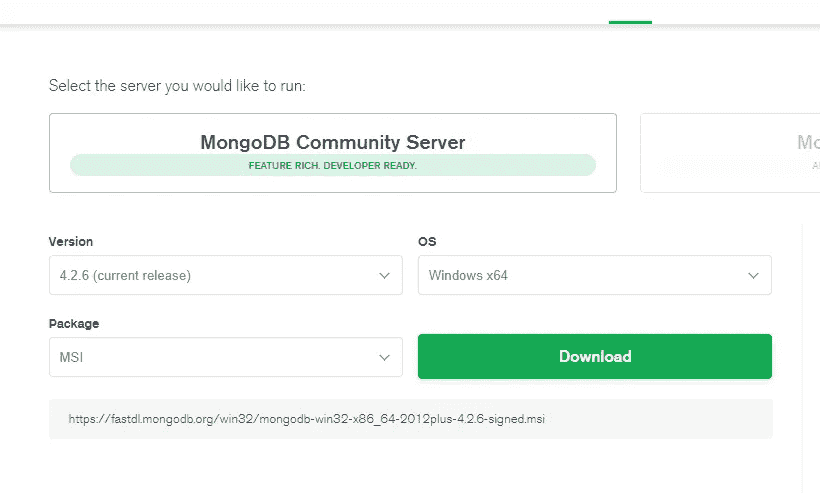 Select the server you would like to run:
MongoDB Community Server
FEATURE RICH. DEVELOPER READY.
Version
OS
4.2.6 (current release)
Windows x64
Package
MSI
Download
https://fastdl.mongodb.org/win32/mongodb-win32-x86_64-2012plus-4.2.6-signed.msi